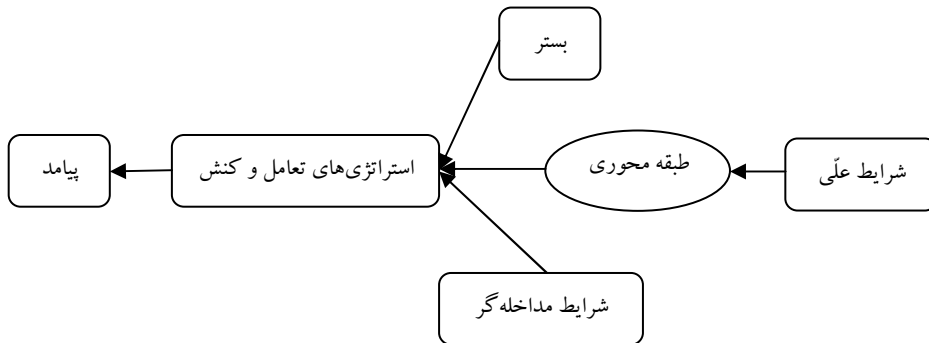 بستر
شرایط علّی
طبقه محوری
استراتژی‌های تعامل و کنش
پیامد
شرایط مداخله‌گر